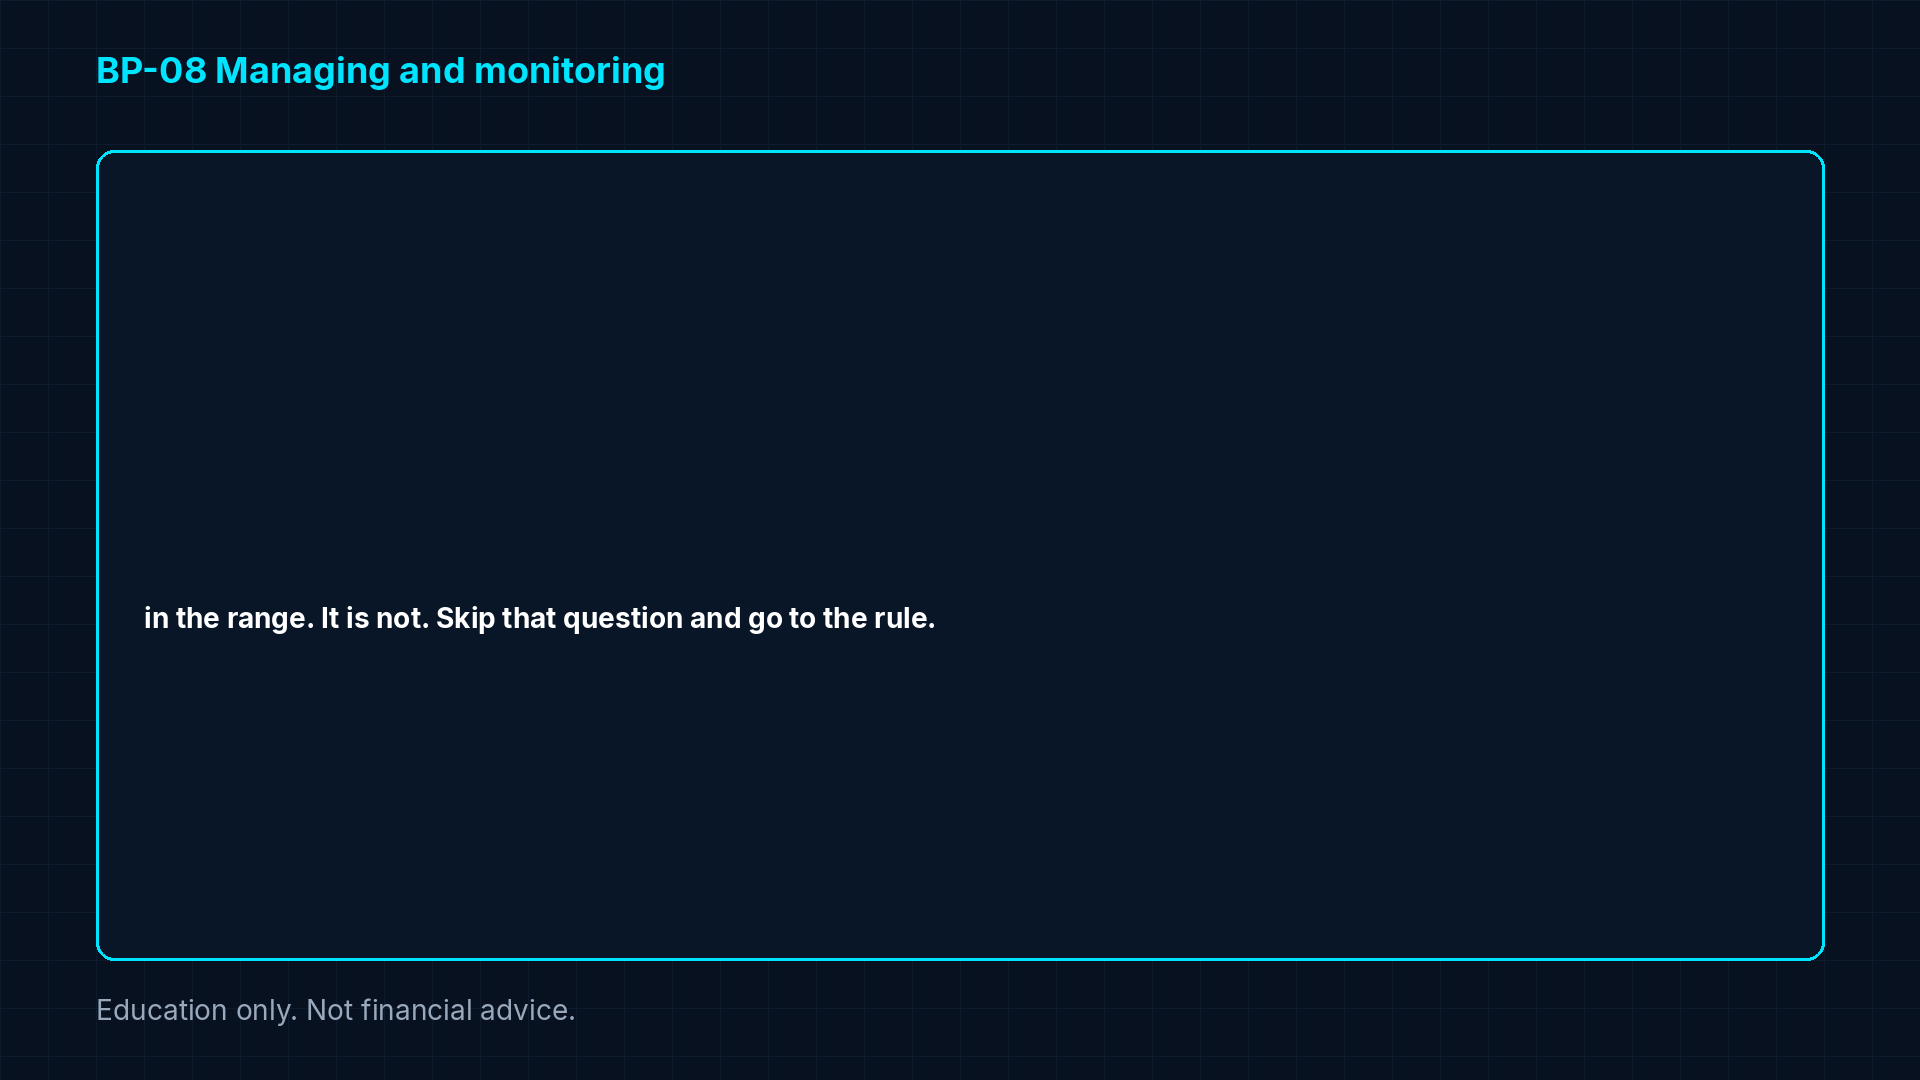 BP-08 Managing and monitoring
in the range. It is not. Skip that question and go to the rule.
Education only. Not financial advice.